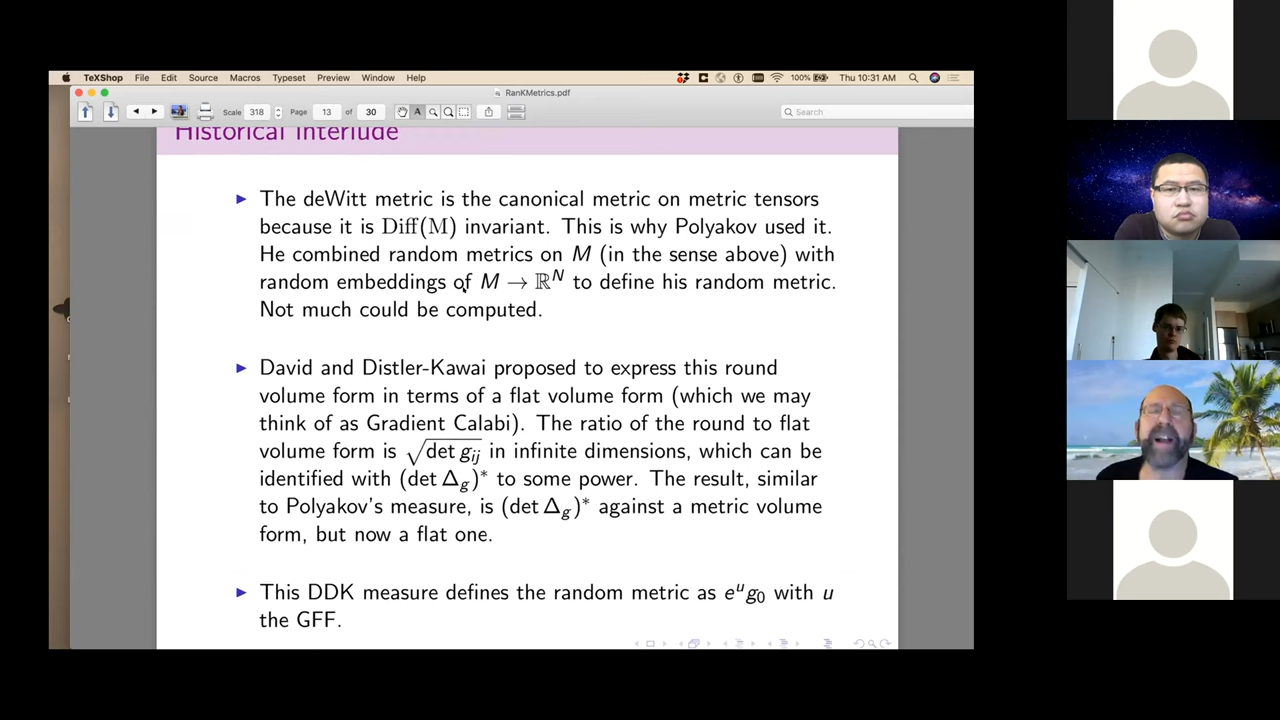 TeXShop File Edit Source Macros Typeset Preview Window Help 100% Thu 10:31 AM
RanKMetrics.pdf
Scale 318 Page 13 of 30 A Search
Historical Interlude
The deWitt metric is the canonical metric on metric tensors
because it is Diff(M) invariant. This is why Polyakov used it.
He combined random metrics on M (in the sense above) with
random embeddings of M → ℝ^N to define his random metric.
Not much could be computed.
David and Distler-Kawai proposed to express this round
volume form in terms of a flat volume form (which we may
think of as Gradient Calabi). The ratio of the round to flat
volume form is √det g_ij in infinite dimensions, which can be
identified with (det Δ_g)* to some power. The result, similar
to Polyakov's measure, is (det Δ_g)* against a metric volume
form, but now a flat one.
This DDK measure defines the random metric as e^u g_0 with u
the GFF.